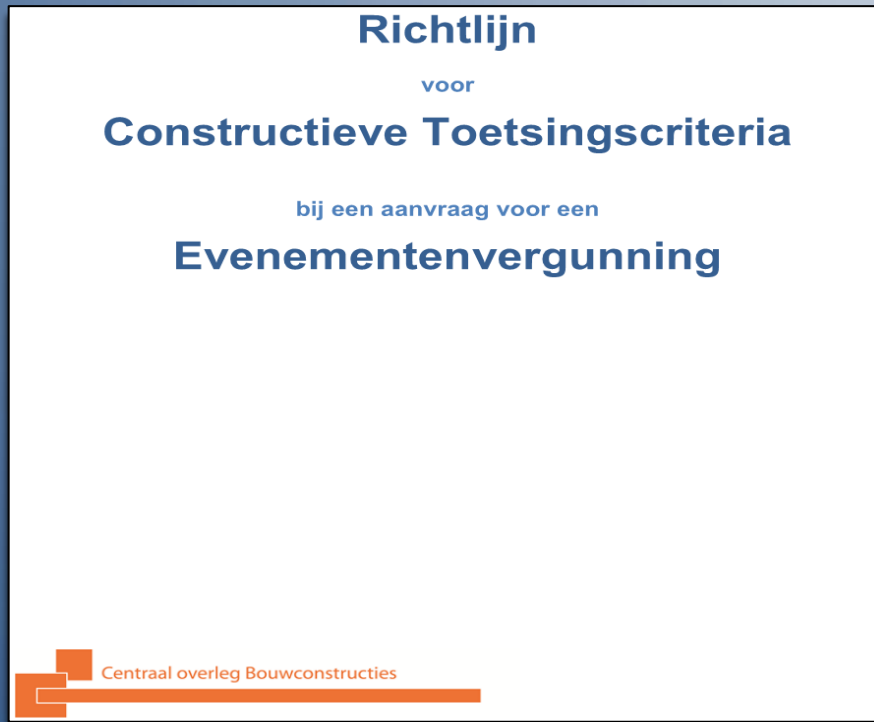 Richtlijn
voor
Constructieve Toetsingscriteria
bij een aanvraag voor een
Evenementenvergunning
Centraal overleg Bouwconstructies